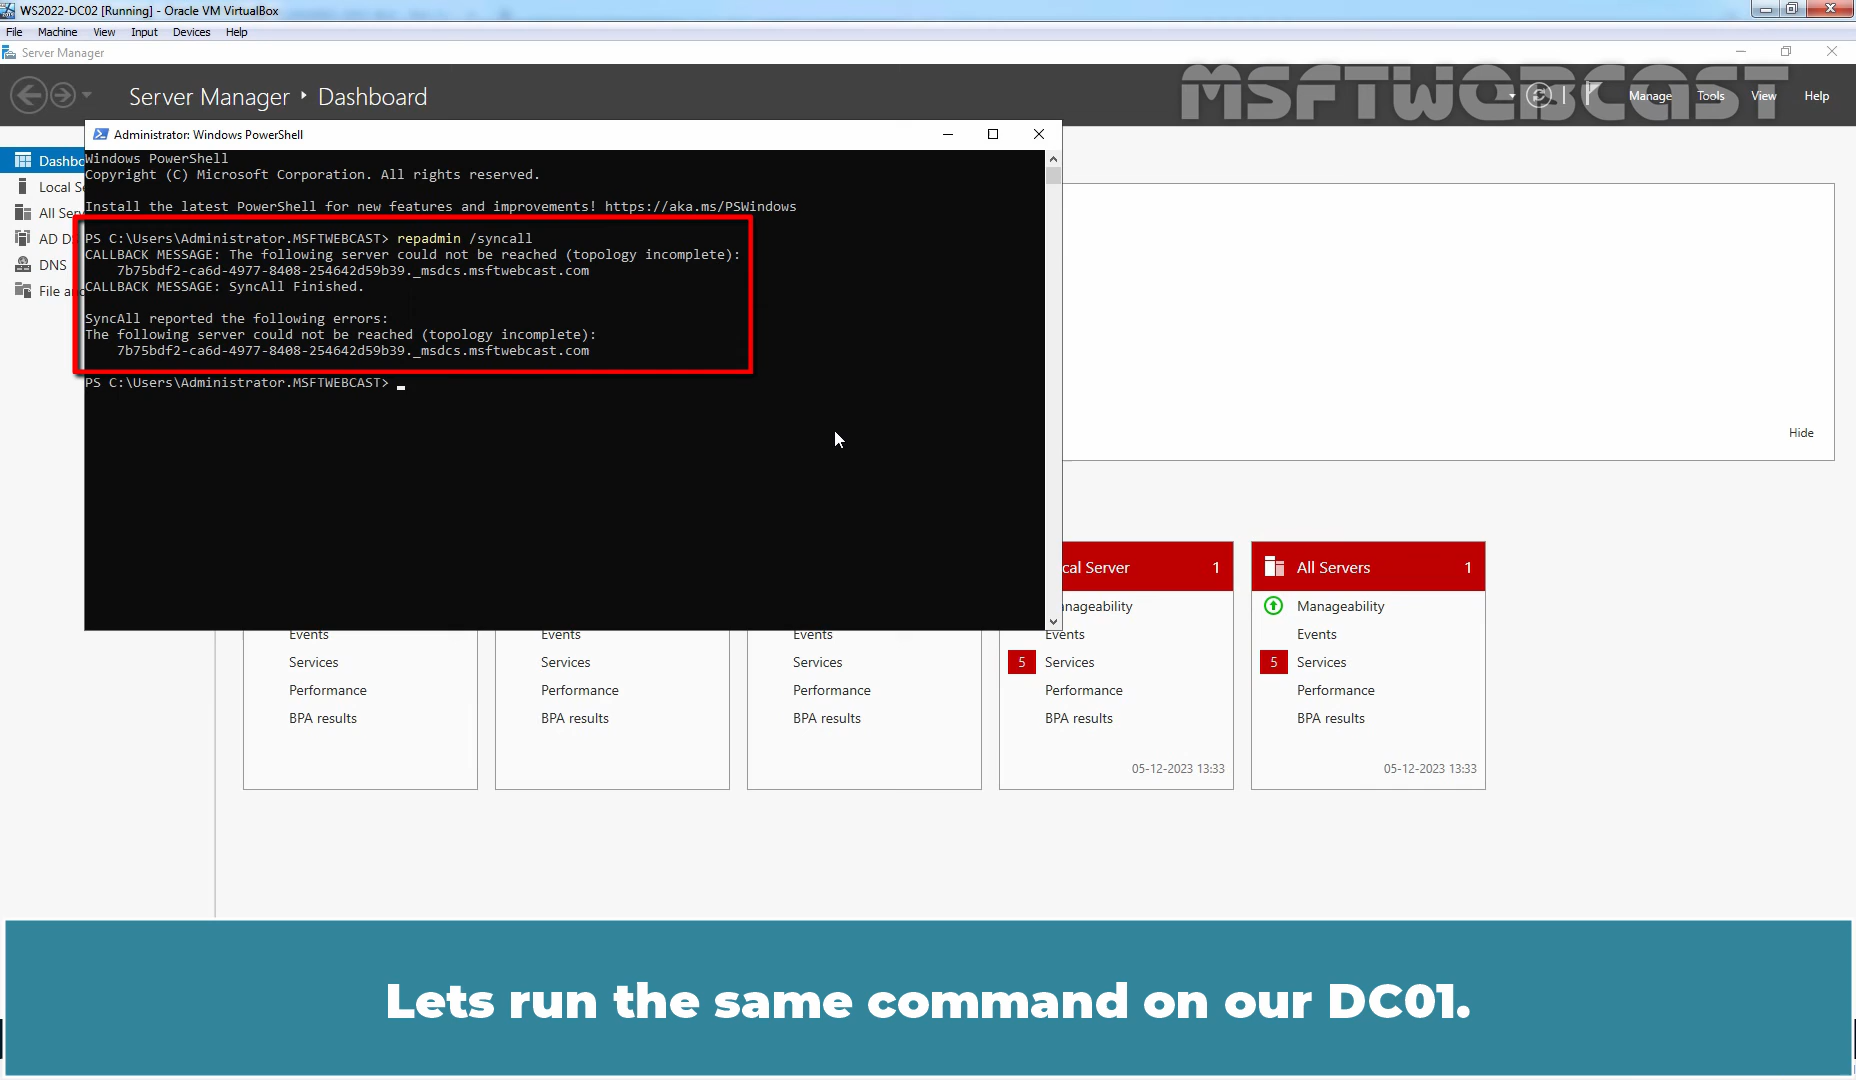 WS2022-DC02 [Running] - Oracle VM VirtualBox
File Machine View Input Devices Help
Server Manager
Server Manager Dashboard
MSFTWEBCAST
Manage Tools View Help
Administrator: Windows PowerShell
Dashbo
Local Se
All Serv
AD D
DNS
File an
Windows PowerShell
Copyright (C) Microsoft Corporation. All rights reserved.
Install the latest PowerShell for new features and improvements! https://aka.ms/PSWindows
PS C:\Users\Administrator.MSFTWEBCAST> repadmin /syncall
CALLBACK MESSAGE: The following server could not be reached (topology incomplete):
7b75bdf2-ca6d-4977-8408-254642d59b39._msdcs.msftwebcast.com
CALLBACK MESSAGE: SyncAll Finished.
SyncAll reported the following errors:
The following server could not be reached (topology incomplete):
7b75bdf2-ca6d-4977-8408-254642d59b39._msdcs.msftwebcast.com
PS C:\Users\Administrator.MSFTWEBCAST>
Hide
Events
Services
Performance
BPA results
Events
Services
Performance
BPA results
Events
Services
Performance
BPA results
cal Server 1
nageability
Events
5 Services
Performance
BPA results
05-12-2023 13:33
All Servers 1
Manageability
Events
5 Services
Performance
BPA results
05-12-2023 13:33
Lets run the same command on our DC01.